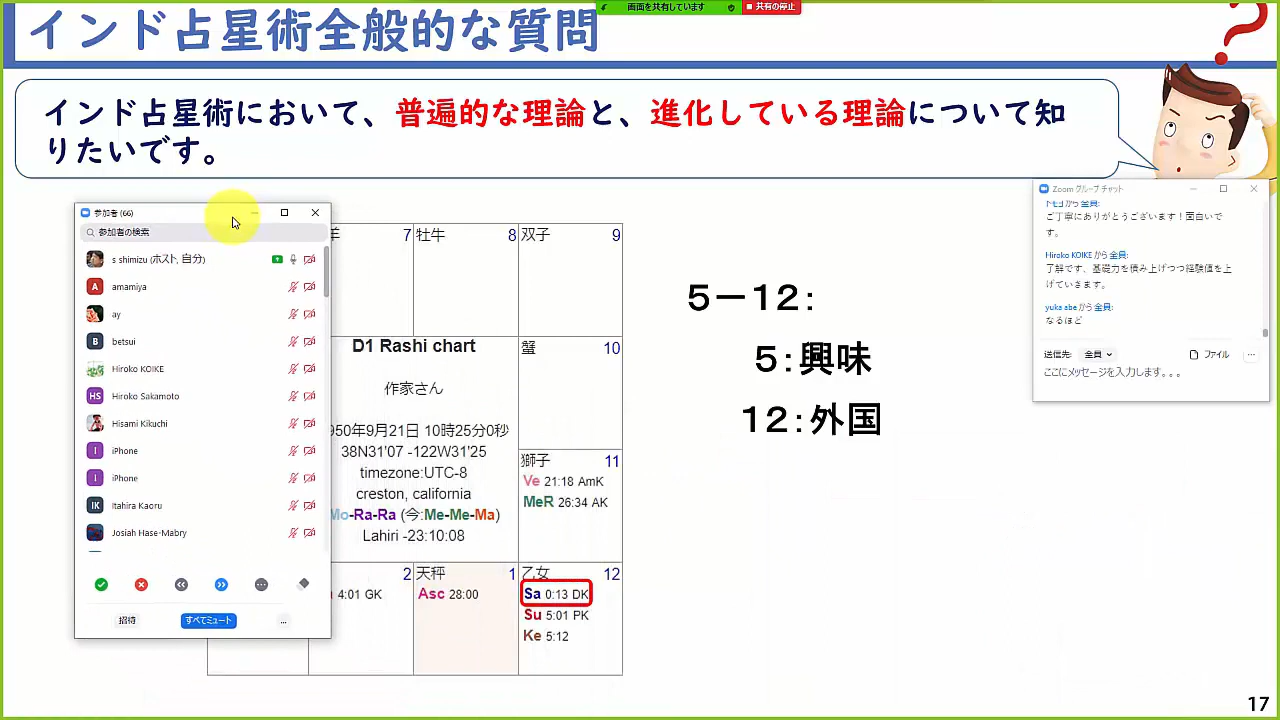 画面を共有しています
共有の停止
インド占星術全般的な質問
インド占星術において、普遍的な理論と、進化している理論について知
りたいです。
参加者 (66)
参加者の検索
s shimizu (ホスト, 自分)
amamiya
ay
betsui
Hiroko KOIKE
Hiroko Sakamoto
Hisami Kikuchi
iPhone
iPhone
Itahira Kaoru
Josiah Hase-Mabry
招待
すべてミュート
...
羊 7
牡牛 8
双子 9
D1 Rashi chart
作家さん
950年9月21日 10時25分0秒
38N31'07 -122W31'25
timezone:UTC-8
creston, california
Mo-Ra-Ra (今:Me-Me-Ma)
Lahiri -23:10:08
蟹 10
獅子 11
Ve 21:18 AmK
MeR 26:34 AK
2
4:01 GK
天秤 1
Asc 28:00
乙女 12
Sa 0:13 DK
Su 5:01 PK
Ke 5:12
5－12:
5:興味
12:外国
Zoom グループ チャット
から 全員:
ご丁寧にありがとうございます！面白いで
す。
Hiroko KOIKE から 全員:
了解です、基礎力を積み上げつつ経験値を上
げていきます。
yuka abe から 全員:
なるほど
送信先: 全員
ファイル
ここにメッセージを入力します。。。
17